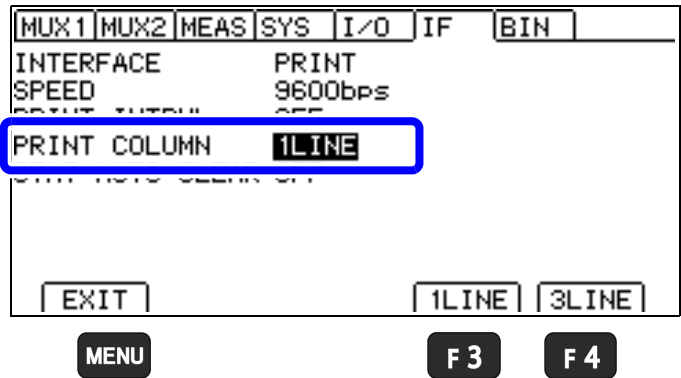 MUX1 MUX2 MEAS SYS I/O IF BIN
INTERFACE PRINT
SPEED 9600bps
PRINT COLUMN 1LINE
EXIT 1LINE 3LINE
MENU F3 F4